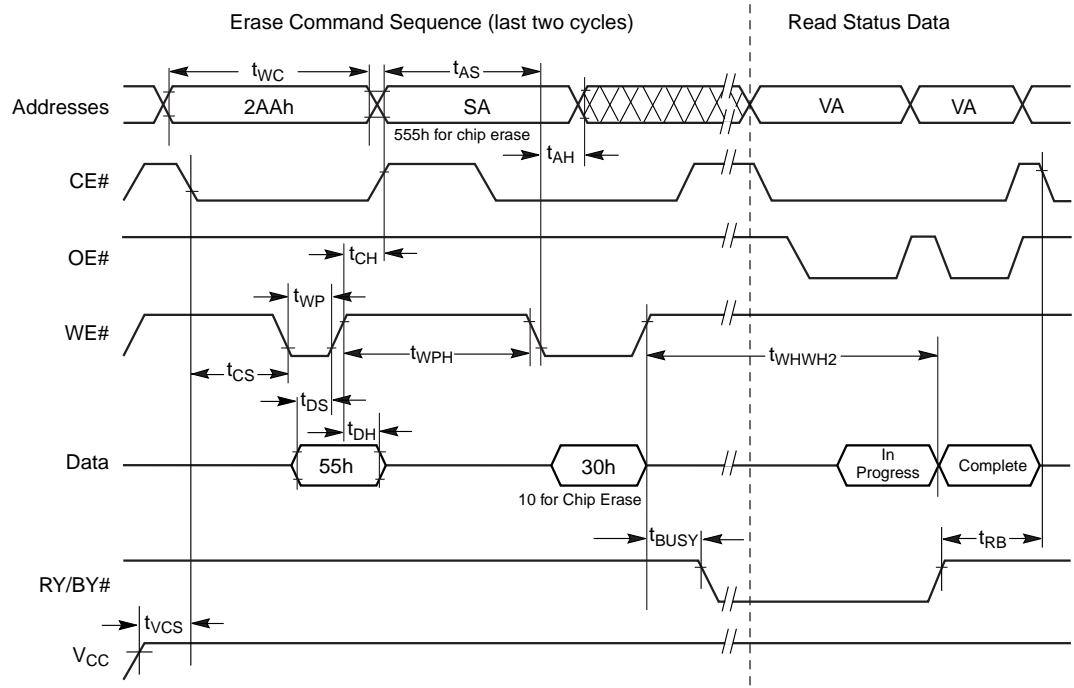 Erase Command Sequence (last two cycles)
Read Status Data
tWC
tAS
Addresses
2AAh
SA
VA
VA
555h for chip erase
tAH
CE#
OE#
tCH
tWP
WE#
tWPH
tWHWH2
tCS
tDS
tDH
Data
55h
30h
In
Progress
Complete
10 for Chip Erase
tBUSY
tRB
RY/BY#
tVCS
VCC